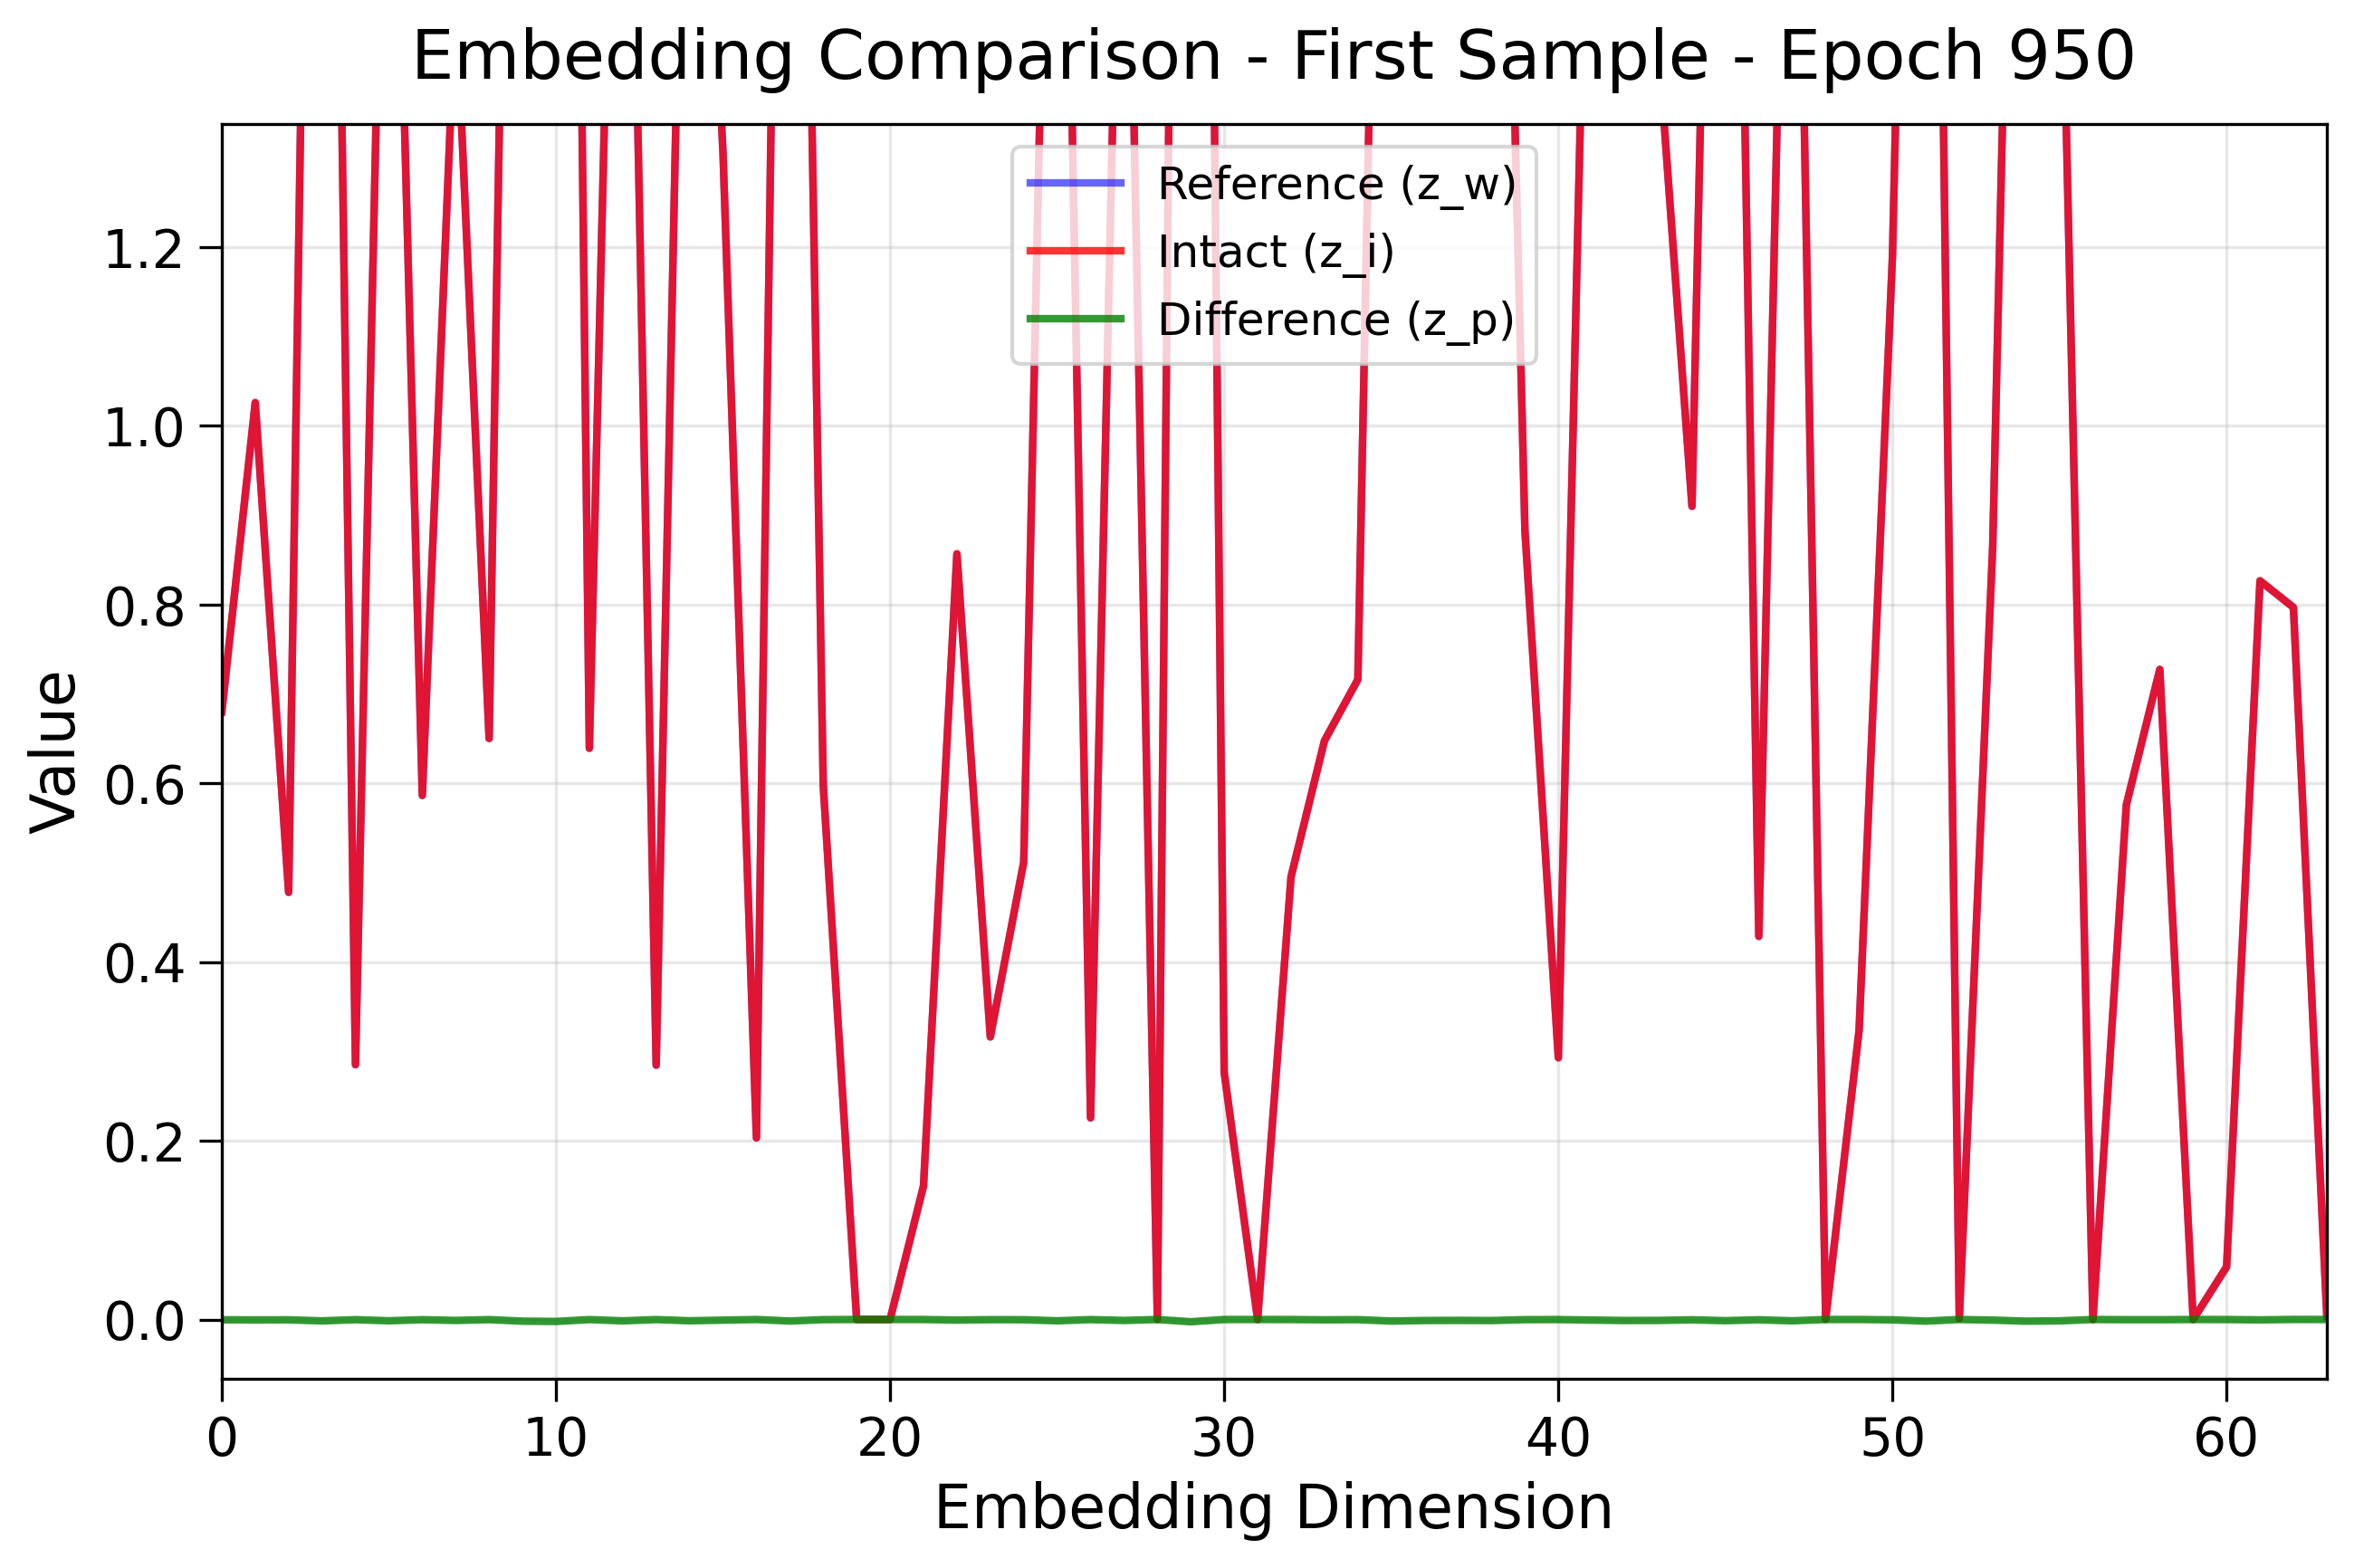 Embedding Comparison - First Sample - Epoch 950
Reference (z_w)
Intact (z_i)
Difference (z_p)
1.2
1.0
0.8
0.6
0.4
0.2
0.0
Value
0 10 20 30 40 50 60
Embedding Dimension